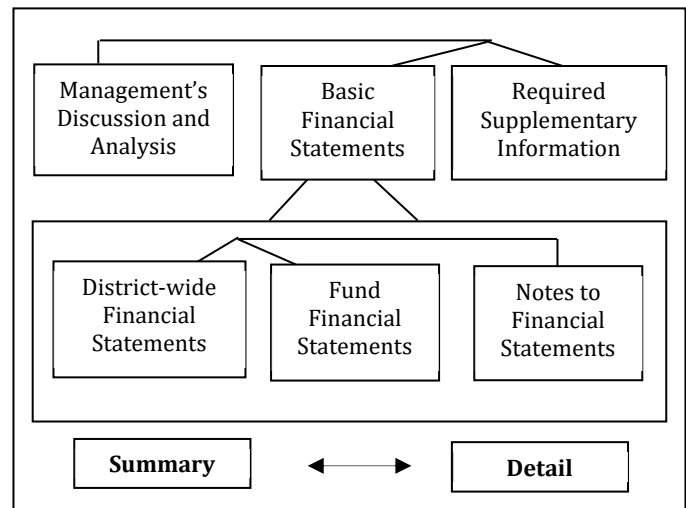 Management’s
Discussion and
Analysis
Basic
Financial
Statements
Required
Supplementary
Information
District-wide
Financial
Statements
Fund
Financial
Statements
Notes to
Financial
Statements
Summary
Detail